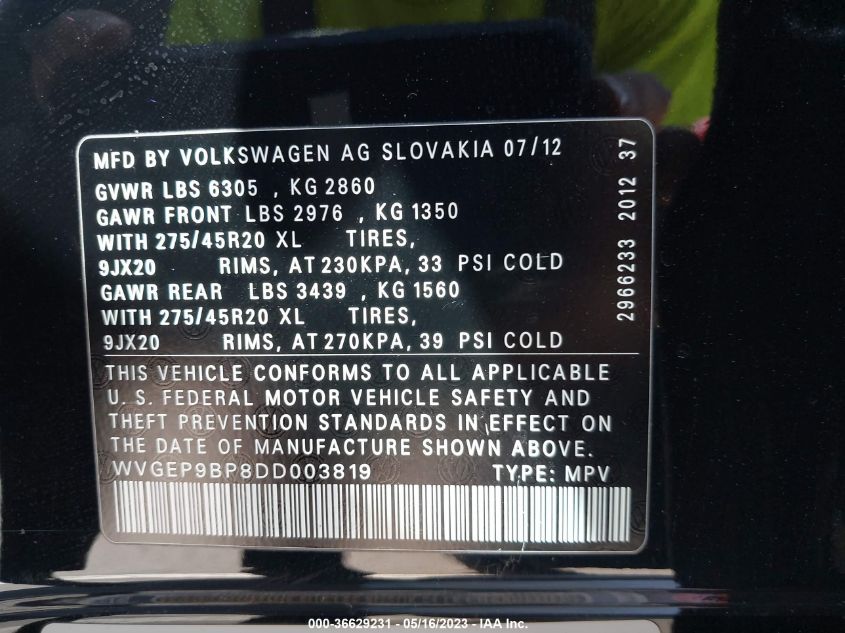 MFD BY VOLKSWAGEN AG SLOVAKIA 07/12
GVWR LBS 6305 , KG 2860
GAWR FRONT LBS 2976 , KG 1350
WITH 275/45R20 XL TIRES,
9JX20 RIMS, AT 230KPA, 33 PSI COLD
GAWR REAR LBS 3439 , KG 1560
WITH 275/45R20 XL TIRES,
9JX20 RIMS, AT 270KPA, 39 PSI COLD
THIS VEHICLE CONFORMS TO ALL APPLICABLE
U. S. FEDERAL MOTOR VEHICLE SAFETY AND
THEFT PREVENTION STANDARDS IN EFFECT ON
THE DATE OF MANUFACTURE SHOWN ABOVE.
WVGEP9BP8DD003819 TYPE: MPV
2966233 2012 37
000-36629231 - 05/16/2023 - IAA Inc.